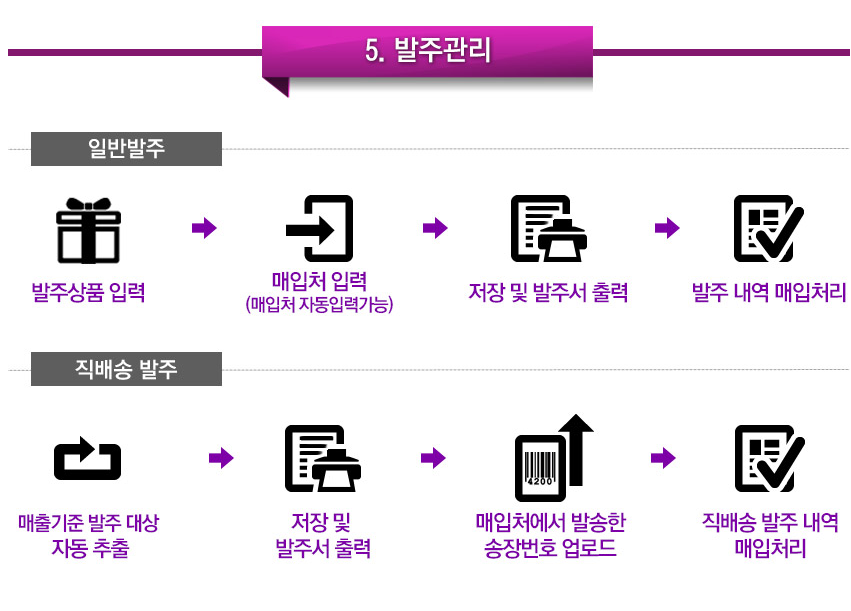 5. 발주관리
일반발주
발주상품 입력
매입처 입력
(매입처 자동입력가능)
저장 및 발주서 출력
발주 내역 매입처리
직배송 발주
매출기준 발주 대상
자동 추출
저장 및
발주서 출력
4200
매입처에서 발송한
송장번호 업로드
직배송 발주 내역
매입처리